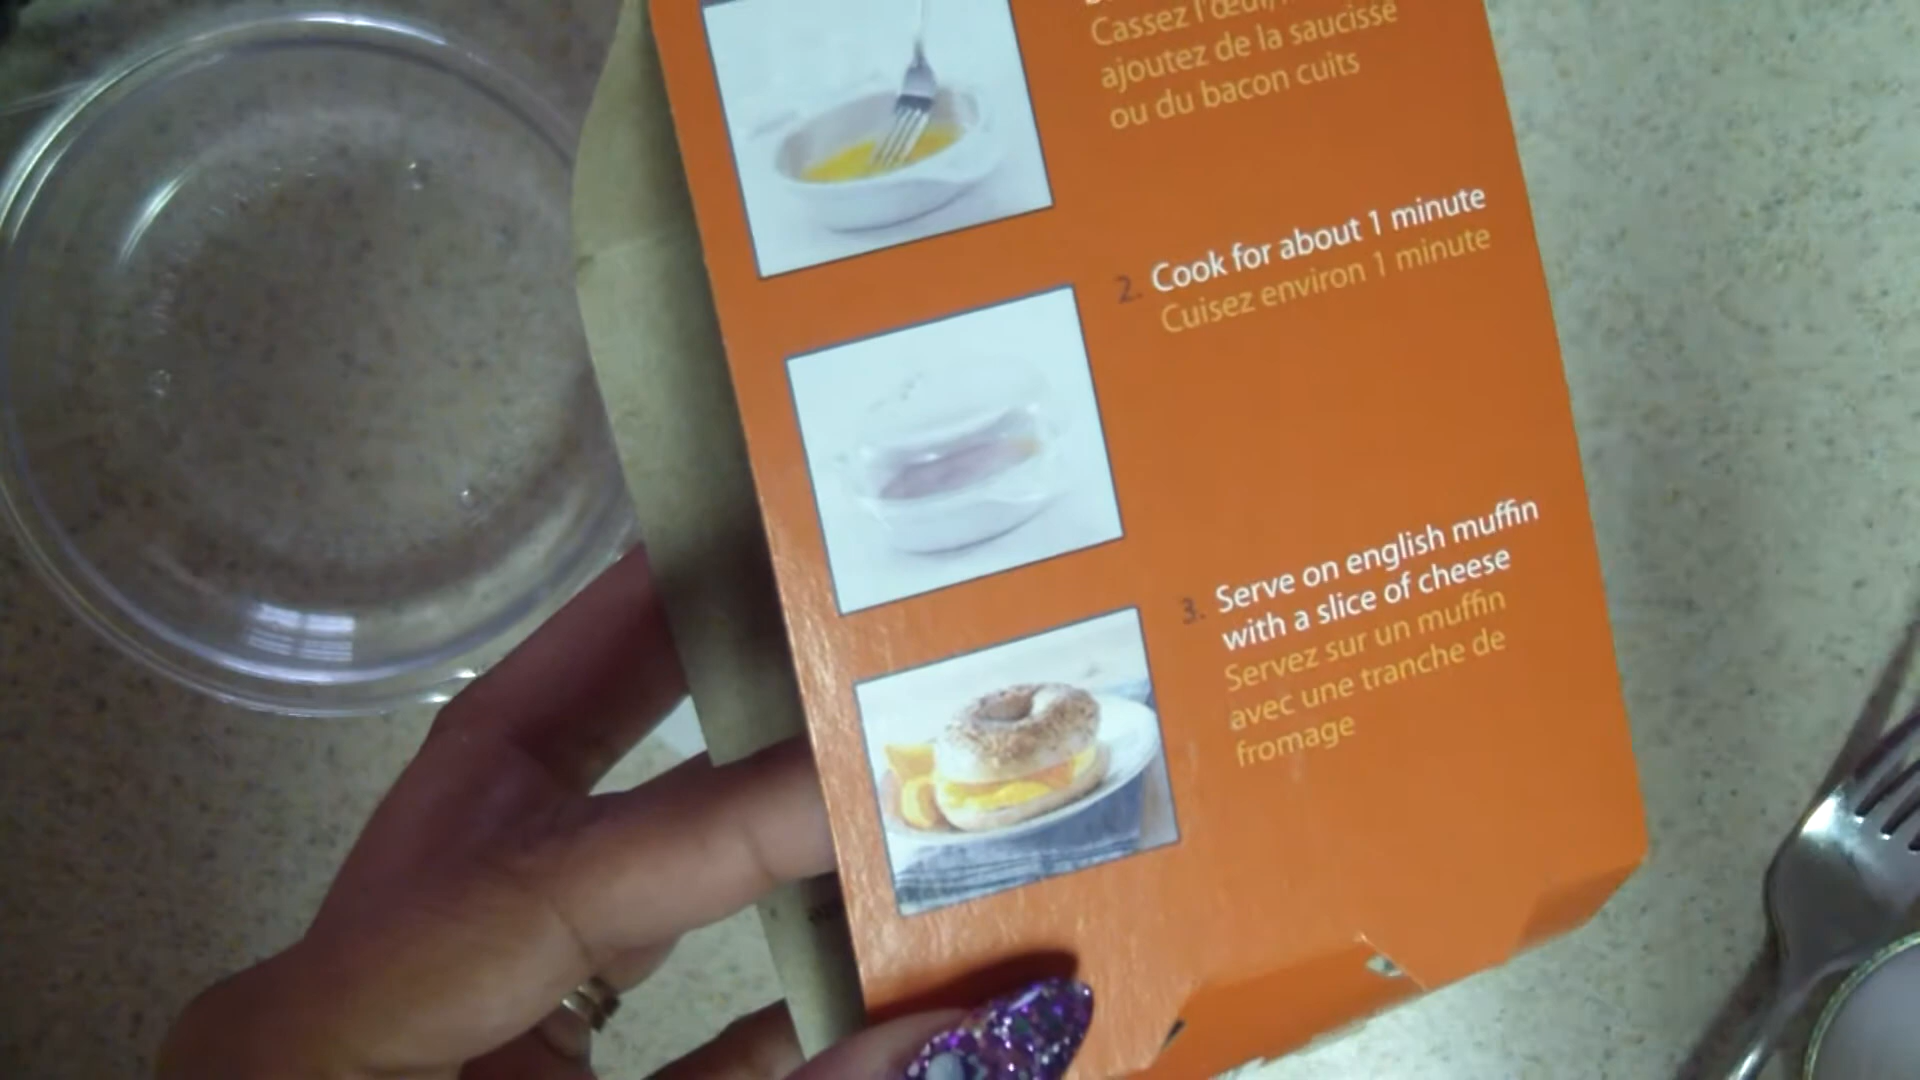 Cassez l'œuf,
ajoutez de la saucisse
ou du bacon cuits
2. Cook for about 1 minute
Cuisez environ 1 minute
3. Serve on english muffin
with a slice of cheese
Servez sur un muffin
avec une tranche de
fromage